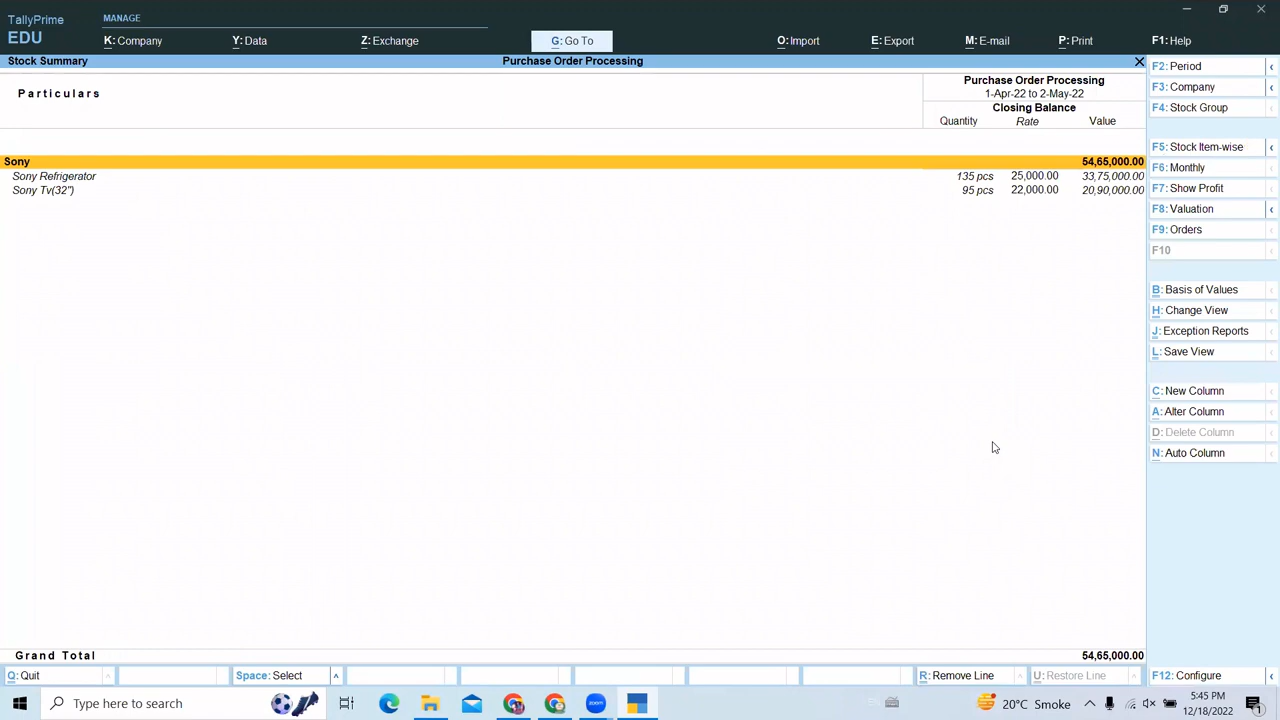 TallyPrime
EDU
MANAGE
K: Company
Y: Data
Z: Exchange
G: Go To
O: Import
E: Export
M: E-mail
P: Print
F1: Help
Stock Summary
Purchase Order Processing
Particulars
Purchase Order Processing
1-Apr-22 to 2-May-22
Closing Balance
Quantity Rate Value
Sony 54,65,000.00
Sony Refrigerator 135 pcs 25,000.00 33,75,000.00
Sony Tv(32") 95 pcs 22,000.00 20,90,000.00
Grand Total 54,65,000.00
F2: Period
F3: Company
F4: Stock Group
F5: Stock Item-wise
F6: Monthly
F7: Show Profit
F8: Valuation
F9: Orders
F10
B: Basis of Values
H: Change View
J: Exception Reports
L: Save View
C: New Column
A: Alter Column
D: Delete Column
N: Auto Column
Q: Quit
Space: Select
R: Remove Line
U: Restore Line
F12: Configure
Type here to search
zoom
20°C Smoke
5:45 PM
12/18/2022
1